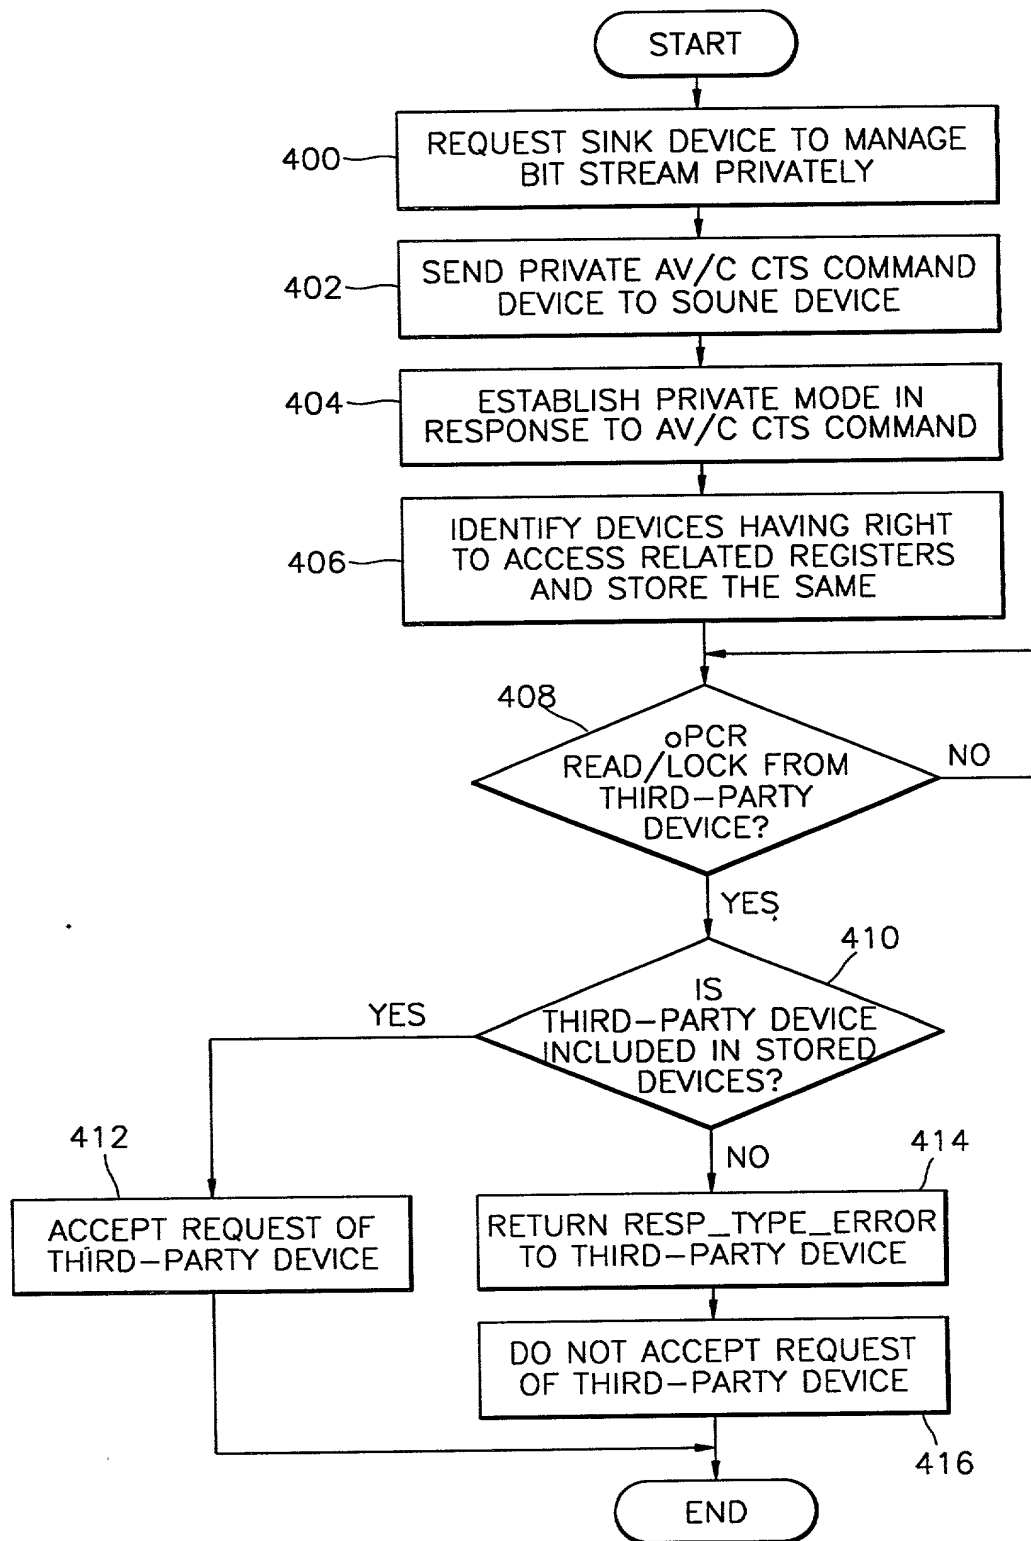 START
400
REQUEST SINK DEVICE TO MANAGE
BIT STREAM PRIVATELY
402
SEND PRIVATE AV/C CTS COMMAND
DEVICE TO SOUNE DEVICE
404
ESTABLISH PRIVATE MODE IN
RESPONSE TO AV/C CTS COMMAND
406
IDENTIFY DEVICES HAVING RIGHT
TO ACCESS RELATED REGISTERS
AND STORE THE SAME
408
oPCR
READ/LOCK FROM
THIRD-PARTY
DEVICE?
NO
YES
410
IS
THIRD-PARTY DEVICE
INCLUDED IN STORED
DEVICES?
YES
NO
412
ACCEPT REQUEST OF
THIRD-PARTY DEVICE
414
RETURN RESP_TYPE_ERROR
TO THIRD-PARTY DEVICE
DO NOT ACCEPT REQUEST
OF THIRD-PARTY DEVICE
416
END